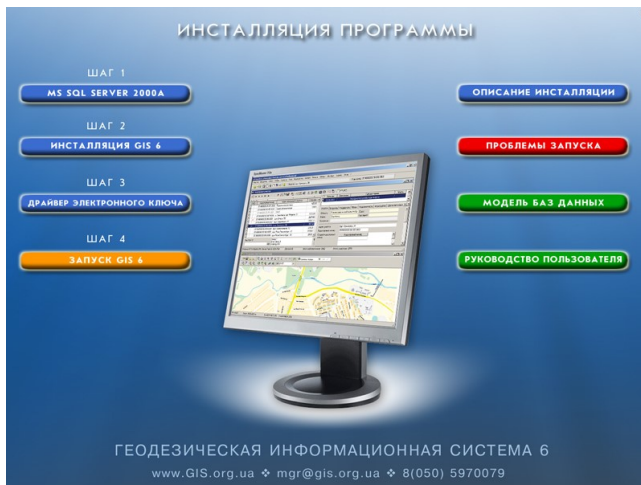 ИНСТАЛЛЯЦИЯ ПРОГРАММЫ
ШАГ 1
MS SQL SERVER 2000A
ШАГ 2
ИНСТАЛЛЯЦИЯ GIS 6
ШАГ 3
ДРАЙВЕР ЭЛЕКТРОННОГО КЛЮЧА
ШАГ 4
ЗАПУСК GIS 6
ОПИСАНИЕ ИНСТАЛЛЯЦИИ
ПРОБЛЕМЫ ЗАПУСКА
МОДЕЛЬ БАЗ ДАННЫХ
РУКОВОДСТВО ПОЛЬЗОВАТЕЛЯ
ГЕОДЕЗИЧЕСКАЯ ИНФОРМАЦИОННАЯ СИСТЕМА 6
www.GIS.org.ua ❖ mgr@gis.org.ua ❖ 8(050) 5970079